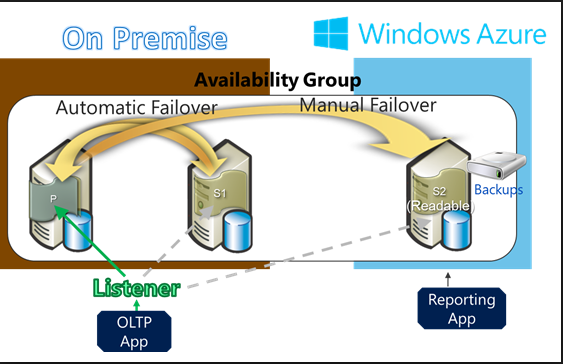 On Premise
Windows Azure
Availability Group
Automatic Failover
Manual Failover
P
S1
S2
(Readable)
Backups
Listener
OLTP
App
Reporting
App